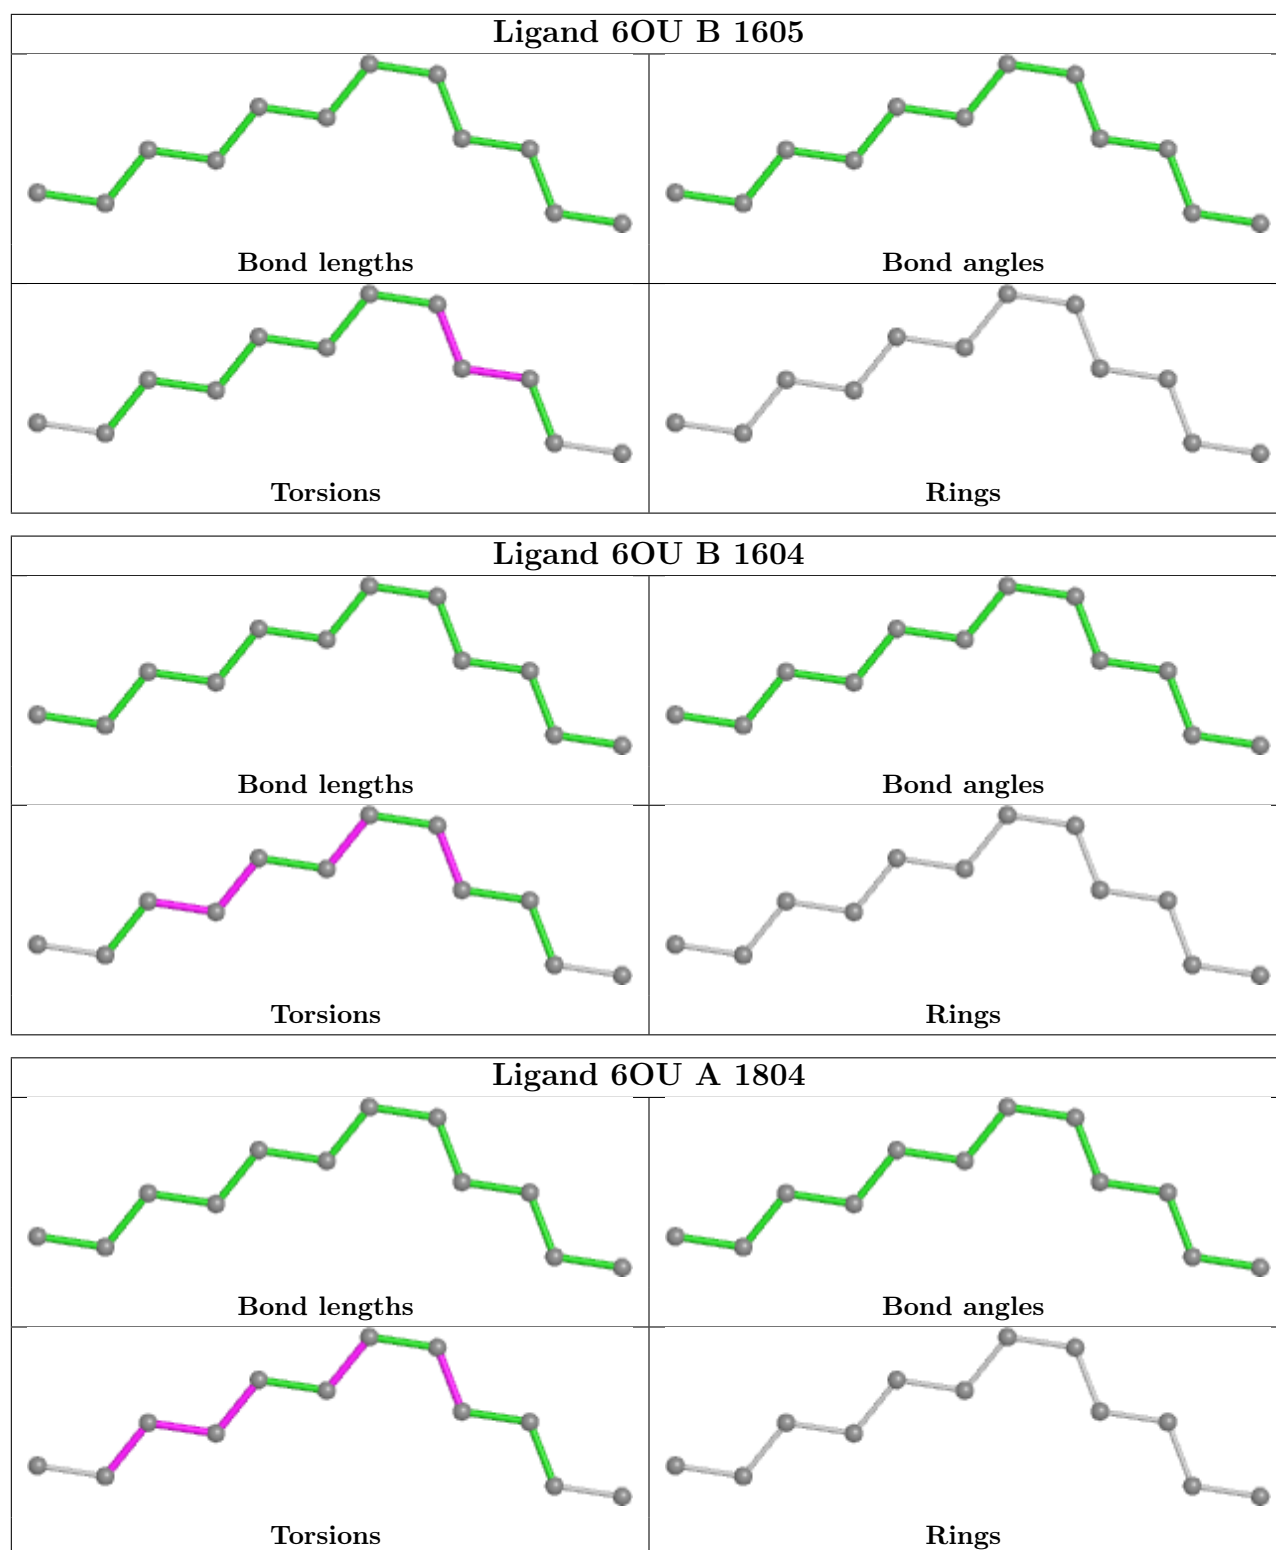 Ligand 6OU B 1605
Bond lengths
Bond angles
Torsions
Rings
Ligand 6OU B 1604
Bond lengths
Bond angles
Torsions
Rings
Ligand 6OU A 1804
Bond lengths
Bond angles
Torsions
Rings